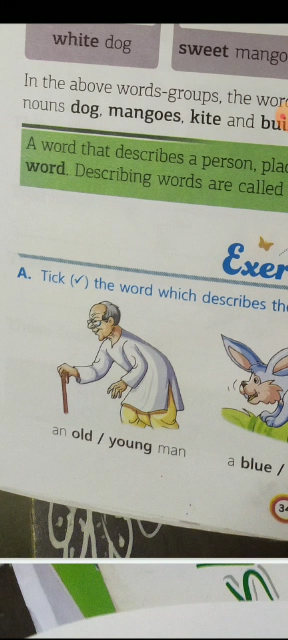 white dog
sweet mango
In the above words-groups, the wor
nouns dog, mangoes, kite and bui
A word that describes a person, plac
word. Describing words are called
Exer
A. Tick (✓) the word which describes th
an old / young man
a blue /
34